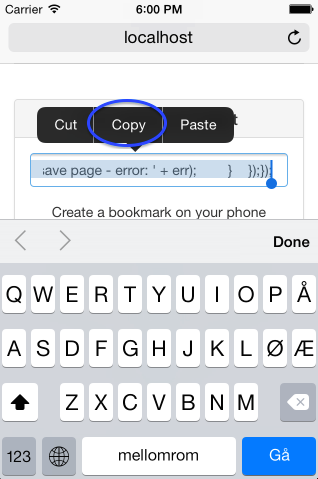 Carrier 6:00 PM
localhost
Cut Copy Paste
save page - error: ' + err); } });});
Create a bookmark on your phone
Done
Q W E R T Y U I O P Å
A S D F G H J K L Ø Æ
Z X C V B N M
123 mellomrom Gå